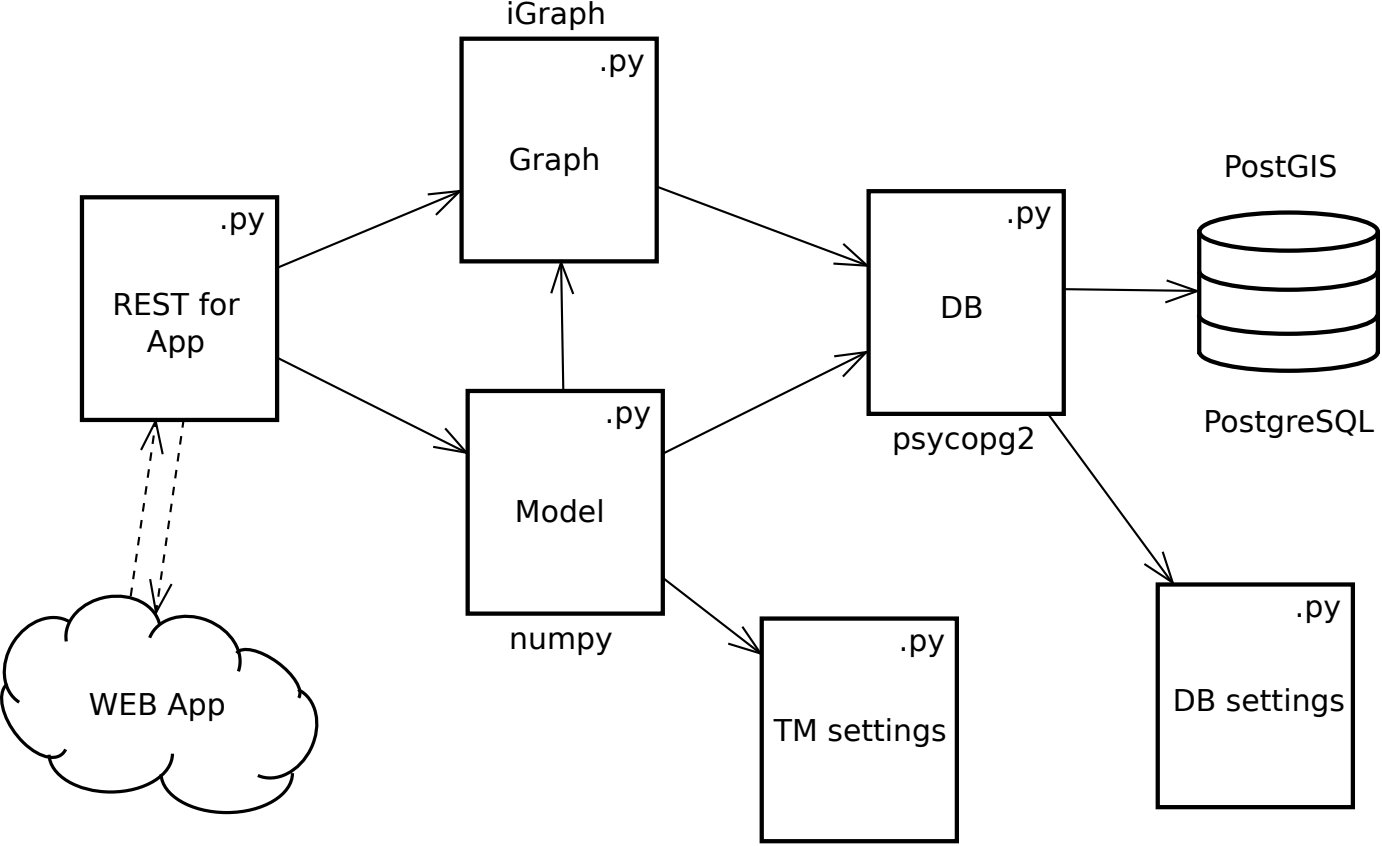 iGraph
.py
Graph
PostGIS
.py
REST for
App
.py
DB
psycopg2
PostgreSQL
.py
Model
numpy
.py
TM settings
.py
DB settings
WEB App